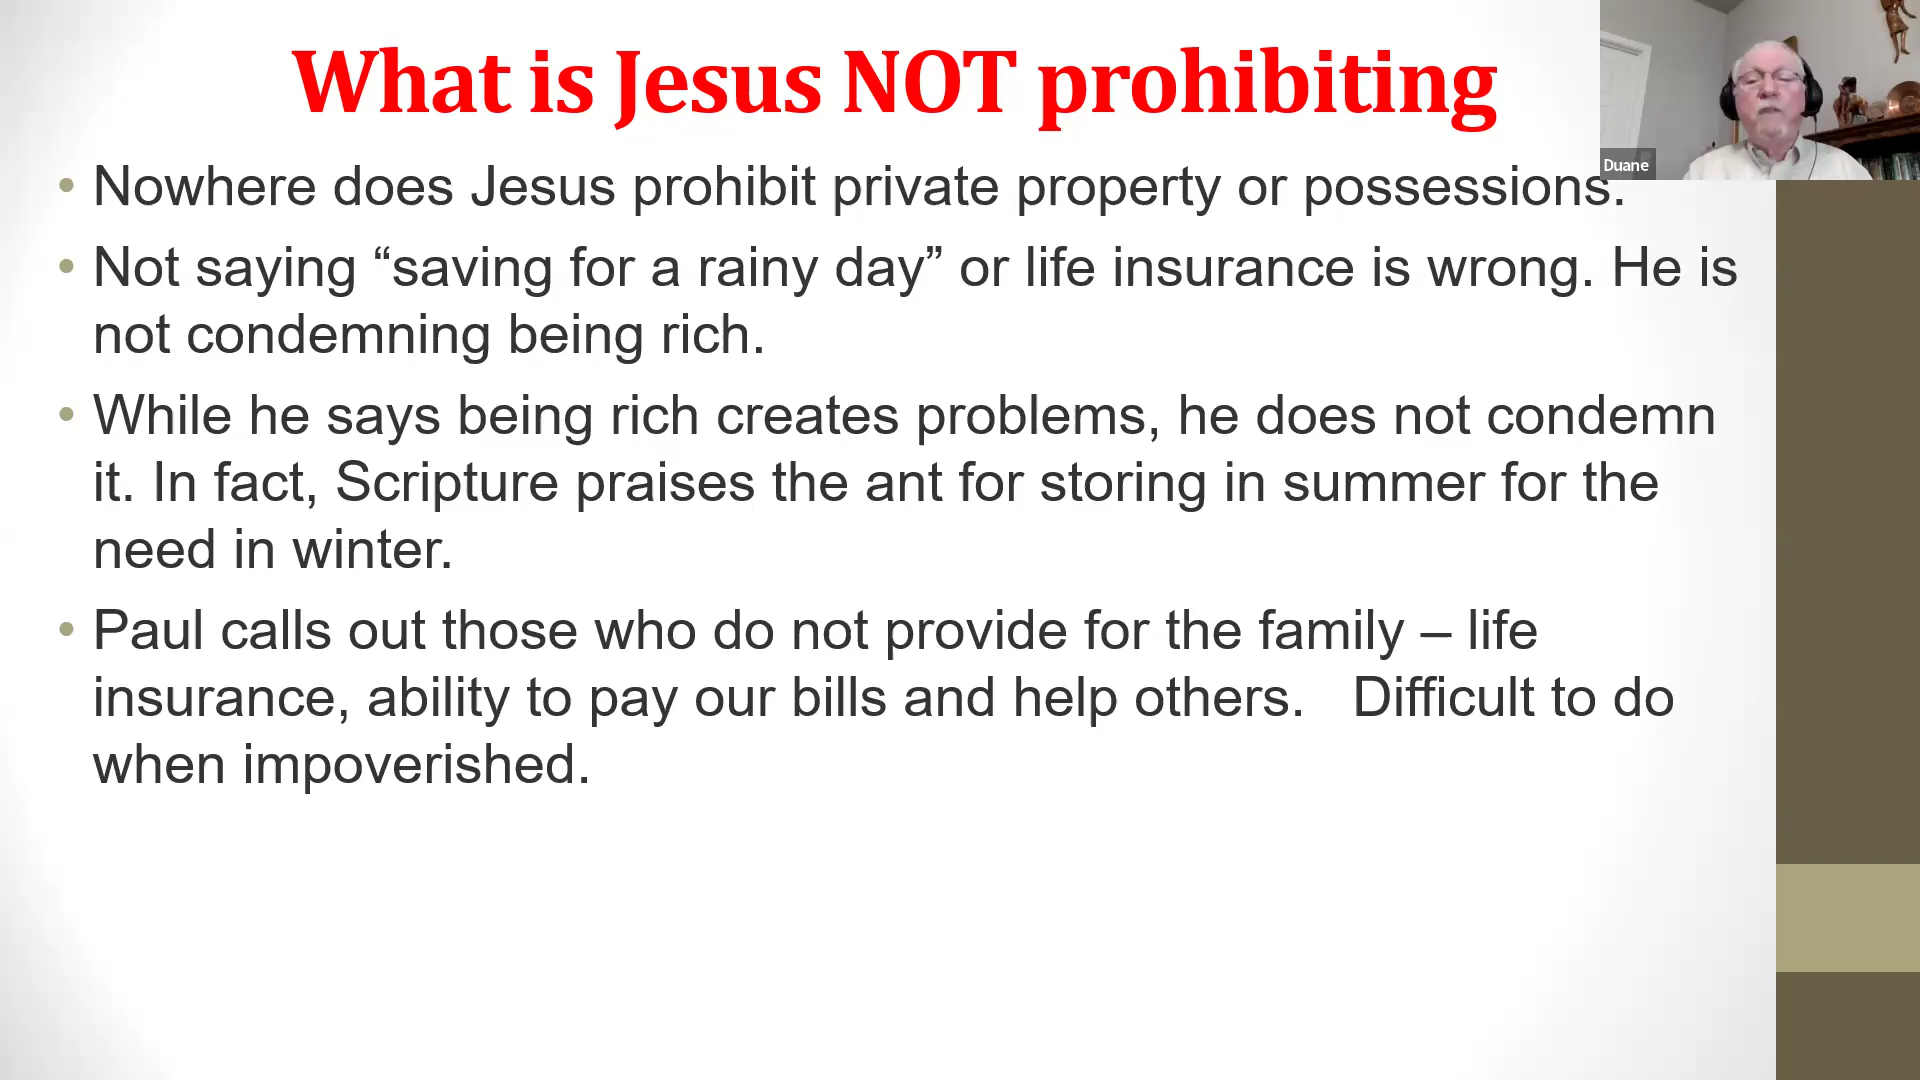 What is Jesus NOT prohibiting
Duane
• Nowhere does Jesus prohibit private property or possessions.
• Not saying “saving for a rainy day” or life insurance is wrong. He is
not condemning being rich.
• While he says being rich creates problems, he does not condemn
it. In fact, Scripture praises the ant for storing in summer for the
need in winter.
• Paul calls out those who do not provide for the family – life
insurance, ability to pay our bills and help others.   Difficult to do
when impoverished.